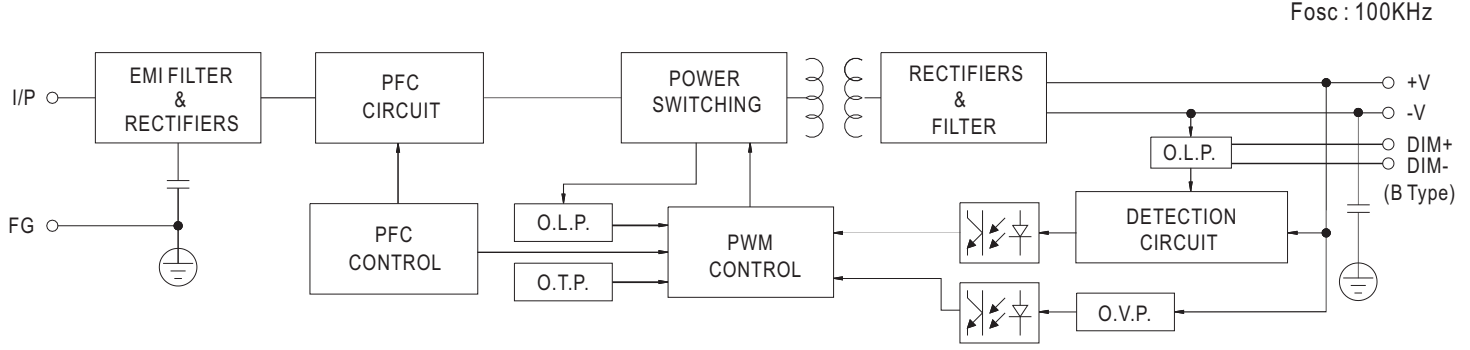 Fosc : 100KHz
I/P
EMI FILTER
&
RECTIFIERS
PFC
CIRCUIT
POWER
SWITCHING
RECTIFIERS
&
FILTER
+V
-V
DIM+
DIM-
(B Type)
O.L.P.
FG
PFC
CONTROL
O.L.P.
O.T.P.
PWM
CONTROL
DETECTION
CIRCUIT
O.V.P.